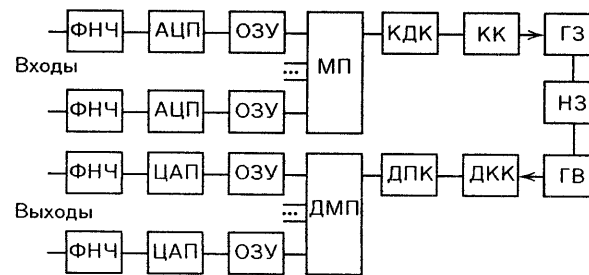 ФНЧ АЦП ОЗУ МП КДК КК ГЗ
Входы ...
НЗ
ФНЧ АЦП ОЗУ
ФНЧ ЦАП ОЗУ ДМП ДПК ДКК ГВ
Выходы ...
ФНЧ ЦАП ОЗУ